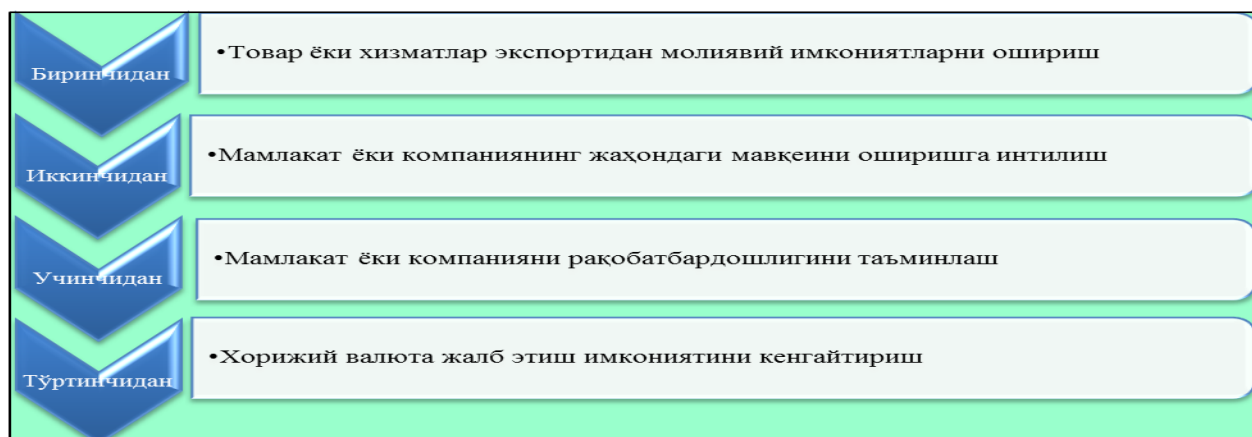 Биринчидан
•Товар ёки хизматлар экспортидан молиявий имкониятларни ошириш
Иккинчидан
•Мамлакат ёки компаниянинг жаҳондаги мавқеини оширишга интилиш
Учинчидан
•Мамлакат ёки компанияни рақобатбардошлигини таъминлаш
Тўртинчидан
•Хорижий валюта жалб этиш имкониятини кенгайтириш